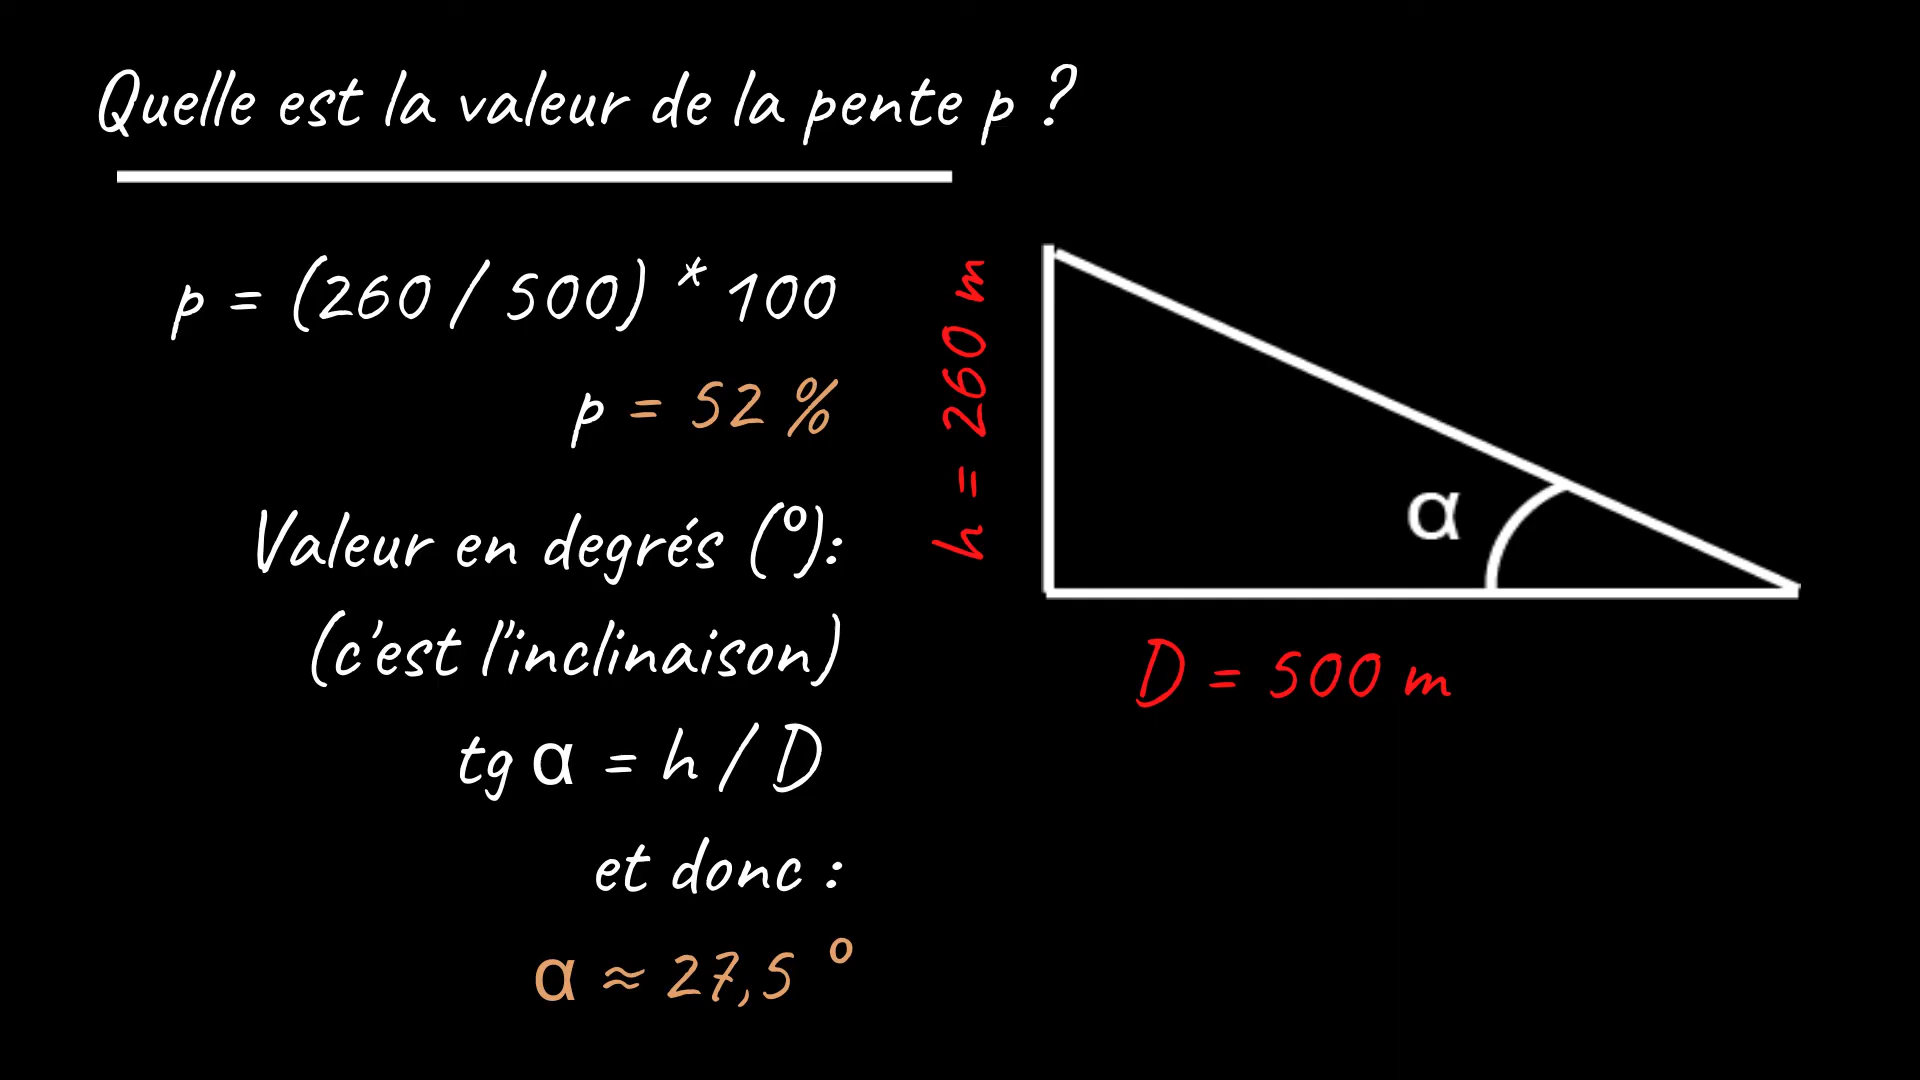 Quelle est la valeur de la pente p ?
p = (260 / 500) * 100
p = 52 %
Valeur en degrés (°):
(c'est l'inclinaison)
tg α = h / D
et donc :
α ≈ 27,5 °
h = 260 m
α
D = 500 m